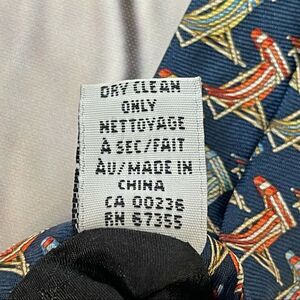 DRY CLEAN
ONLY
NETTOYAGE
À SEC/FAIT
AU/MADE IN
CHINA
CA 00236
RN 67355